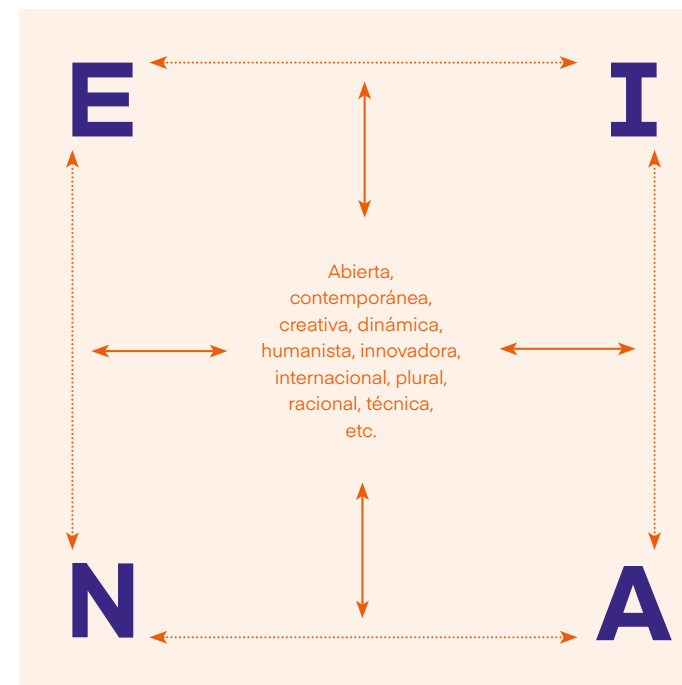 E I
Abierta,
contemporánea,
creativa, dinámica,
humanista, innovadora,
internacional, plural,
racional, técnica,
etc.
N A